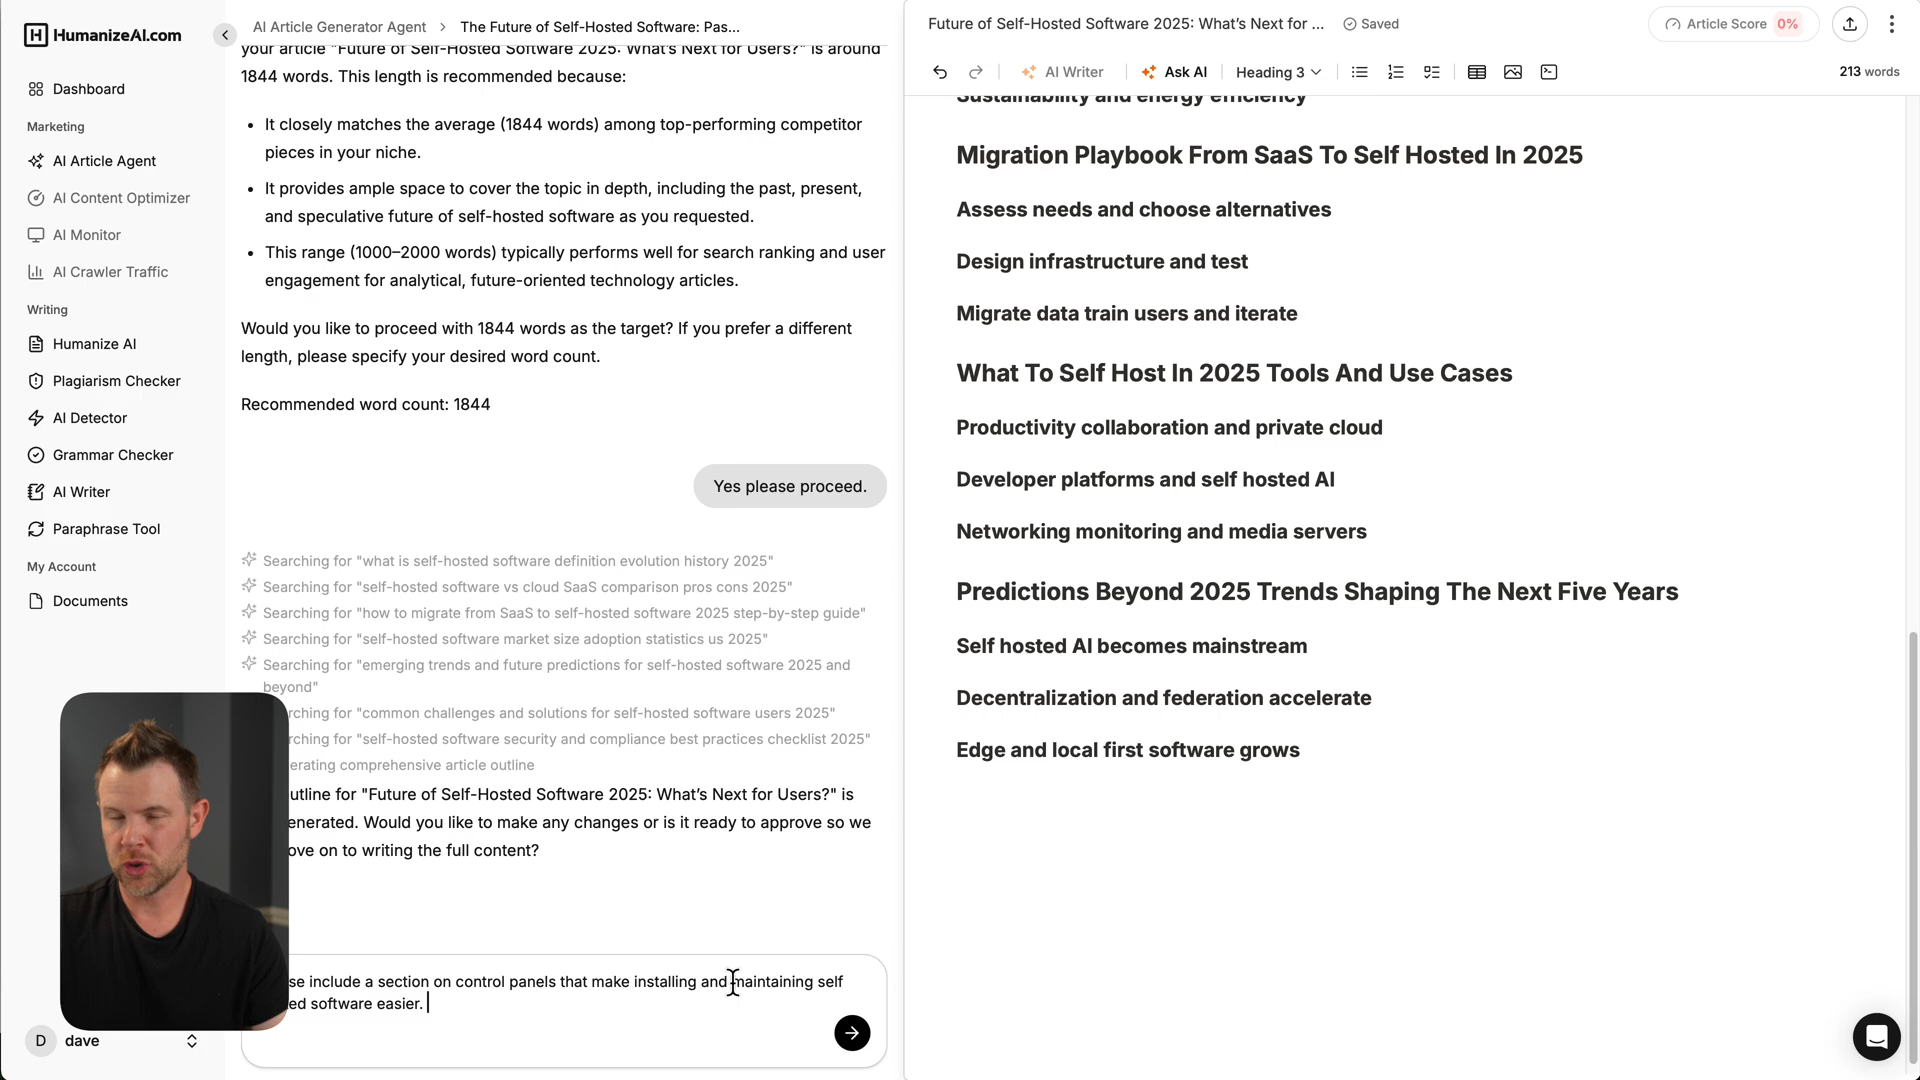 HumanizeAI.com
Dashboard
Marketing
AI Article Agent
AI Content Optimizer
AI Monitor
AI Crawler Traffic
Writing
Humanize AI
Plagiarism Checker
AI Detector
Grammar Checker
AI Writer
Paraphrase Tool
My Account
Documents
D dave
AI Article Generator Agent > The Future of Self-Hosted Software: Pas...
your article "Future of Self-Hosted Software 2025: What's Next for Users?" is around
1844 words. This length is recommended because:
• It closely matches the average (1844 words) among top-performing competitor
pieces in your niche.
• It provides ample space to cover the topic in depth, including the past, present,
and speculative future of self-hosted software as you requested.
• This range (1000–2000 words) typically performs well for search ranking and user
engagement for analytical, future-oriented technology articles.
Would you like to proceed with 1844 words as the target? If you prefer a different
length, please specify your desired word count.
Recommended word count: 1844
Yes please proceed.
Searching for "what is self-hosted software definition evolution history 2025"
Searching for "self-hosted software vs cloud SaaS comparison pros cons 2025"
Searching for "how to migrate from SaaS to self-hosted software 2025 step-by-step guide"
Searching for "self-hosted software market size adoption statistics us 2025"
Searching for "emerging trends and future predictions for self-hosted software 2025 and
beyond"
rching for "common challenges and solutions for self-hosted software users 2025"
rching for "self-hosted software security and compliance best practices checklist 2025"
erating comprehensive article outline
utline for "Future of Self-Hosted Software 2025: What's Next for Users?" is
enerated. Would you like to make any changes or is it ready to approve so we
ove on to writing the full content?
se include a section on control panels that make installing and maintaining self
ed software easier.
Future of Self-Hosted Software 2025: What's Next for ... Saved
Article Score 0%
AI Writer Ask AI Heading 3
213 words
Sustainability and energy efficiency
Migration Playbook From SaaS To Self Hosted In 2025
Assess needs and choose alternatives
Design infrastructure and test
Migrate data train users and iterate
What To Self Host In 2025 Tools And Use Cases
Productivity collaboration and private cloud
Developer platforms and self hosted AI
Networking monitoring and media servers
Predictions Beyond 2025 Trends Shaping The Next Five Years
Self hosted AI becomes mainstream
Decentralization and federation accelerate
Edge and local first software grows